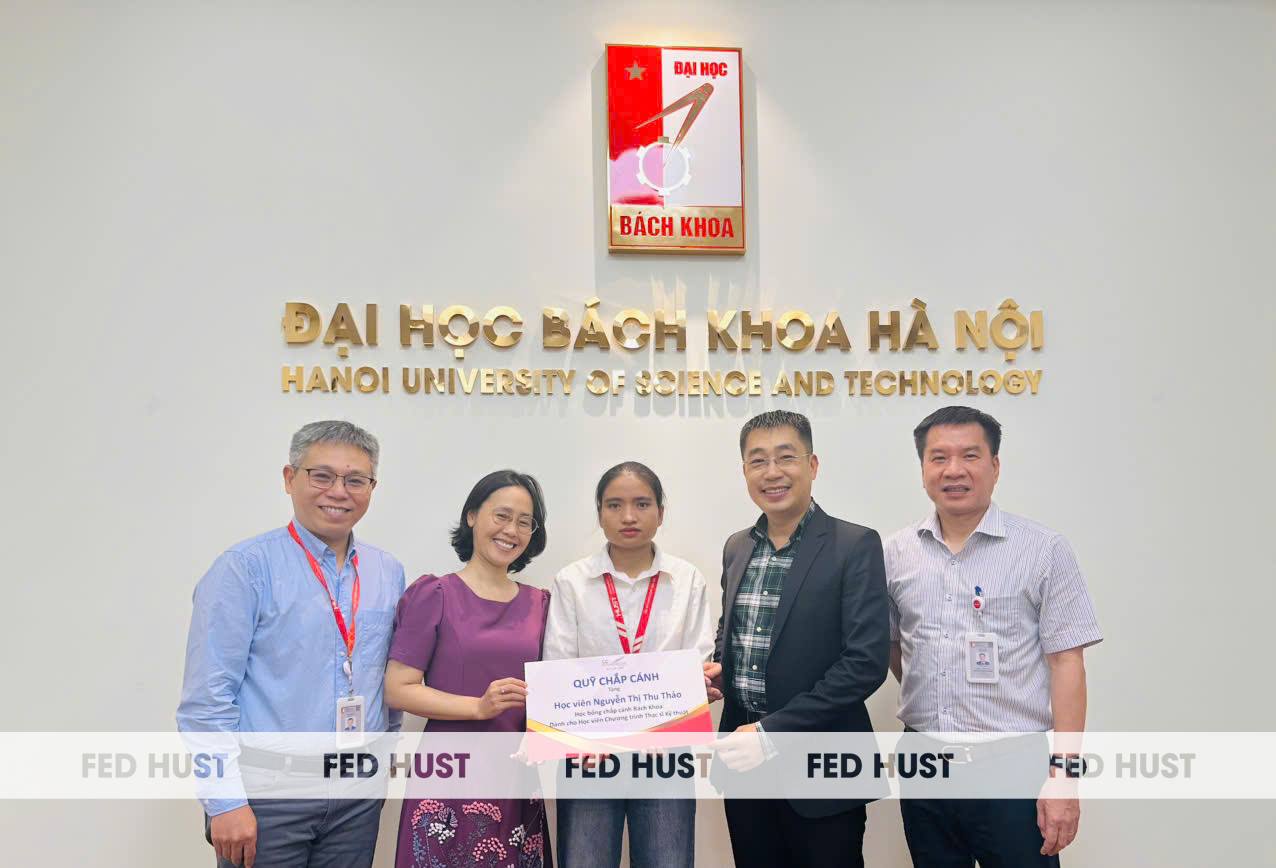 ĐẠI HỌC
BÁCH KHOA
ĐẠI HỌC BÁCH KHOA HÀ NỘI
HANOI UNIVERSITY OF SCIENCE AND TECHNOLOGY
QUỸ CHẮP CÁNH
Tặng
Học viên Nguyễn Thị Thu Thảo
Học bổng chắp cánh Bách Khoa
Dành cho Học viên Chương trình Thạc sĩ Kỹ thuật
FED HUST FED HUST FED HUST FED HUST FED HUST